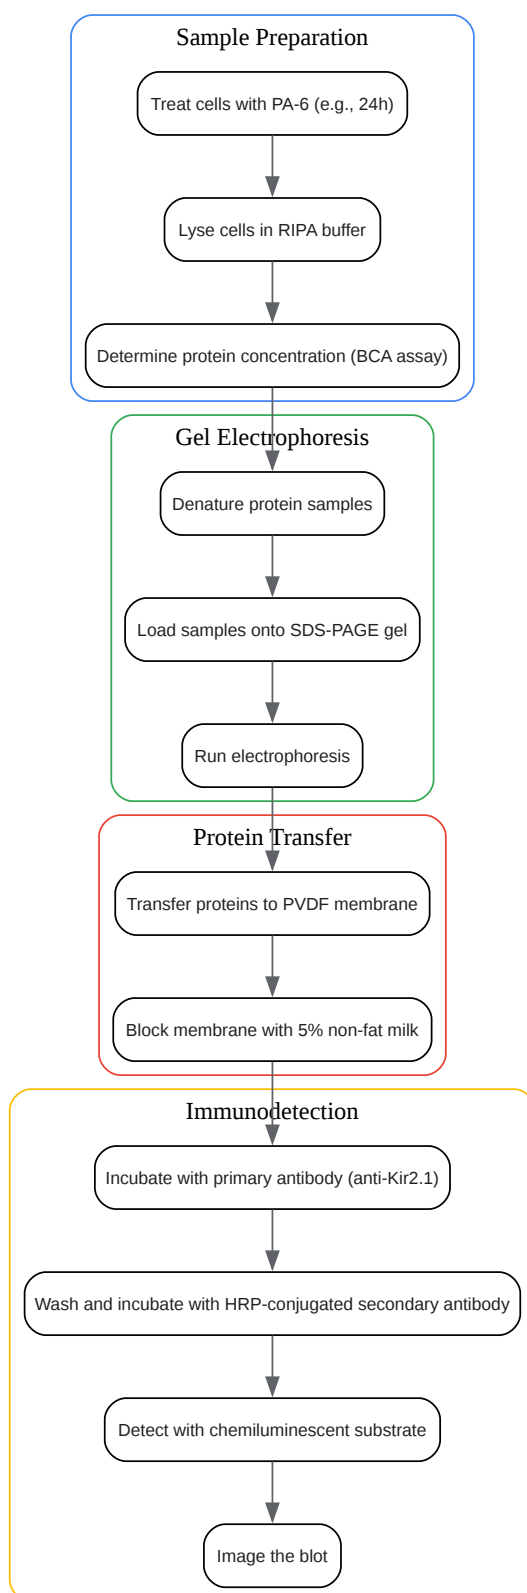 Sample Preparation
Treat cells with PA-6 (e.g., 24h)
Lyse cells in RIPA buffer
Determine protein concentration (BCA assay)
Gel Electrophoresis
Denature protein samples
Load samples onto SDS-PAGE gel
Run electrophoresis
Protein Transfer
Transfer proteins to PVDF membrane
Block membrane with 5% non-fat milk
Immunodetection
Incubate with primary antibody (anti-Kir2.1)
Wash and incubate with HRP-conjugated secondary antibody
Detect with chemiluminescent substrate
Image the blot